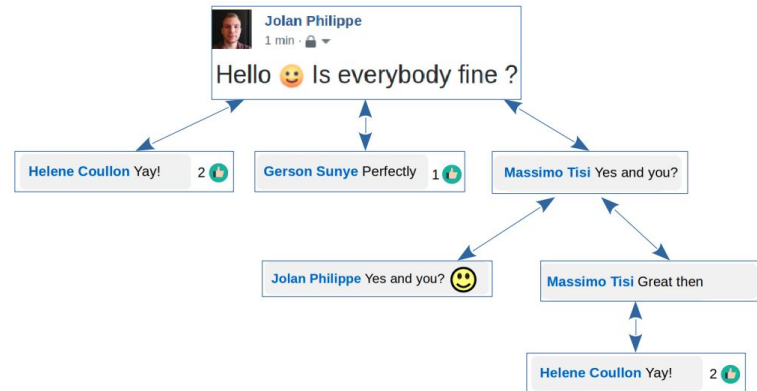 Jolan Philippe
1 min ·
Hello 🙂 Is everybody fine ?
Helene Coullon Yay! 2
Gerson Sunye Perfectly 1
Massimo Tisi Yes and you?
Jolan Philippe Yes and you? 🙂
Massimo Tisi Great then
Helene Coullon Yay! 2